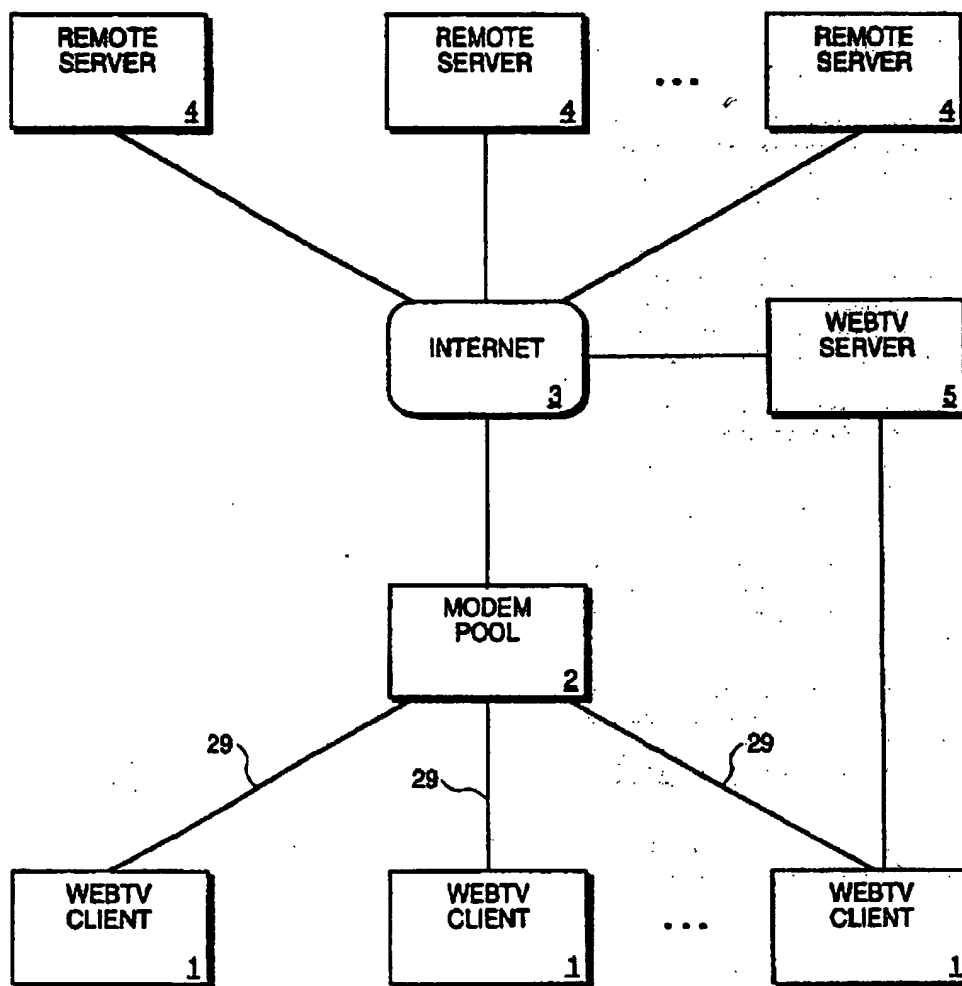 REMOTE
SERVER
4
REMOTE
SERVER
4
...
REMOTE
SERVER
4
INTERNET
3
WEBTV
SERVER
5
MODEM
POOL
2
29
29
29
WEBTV
CLIENT
1
WEBTV
CLIENT
1
...
WEBTV
CLIENT
1